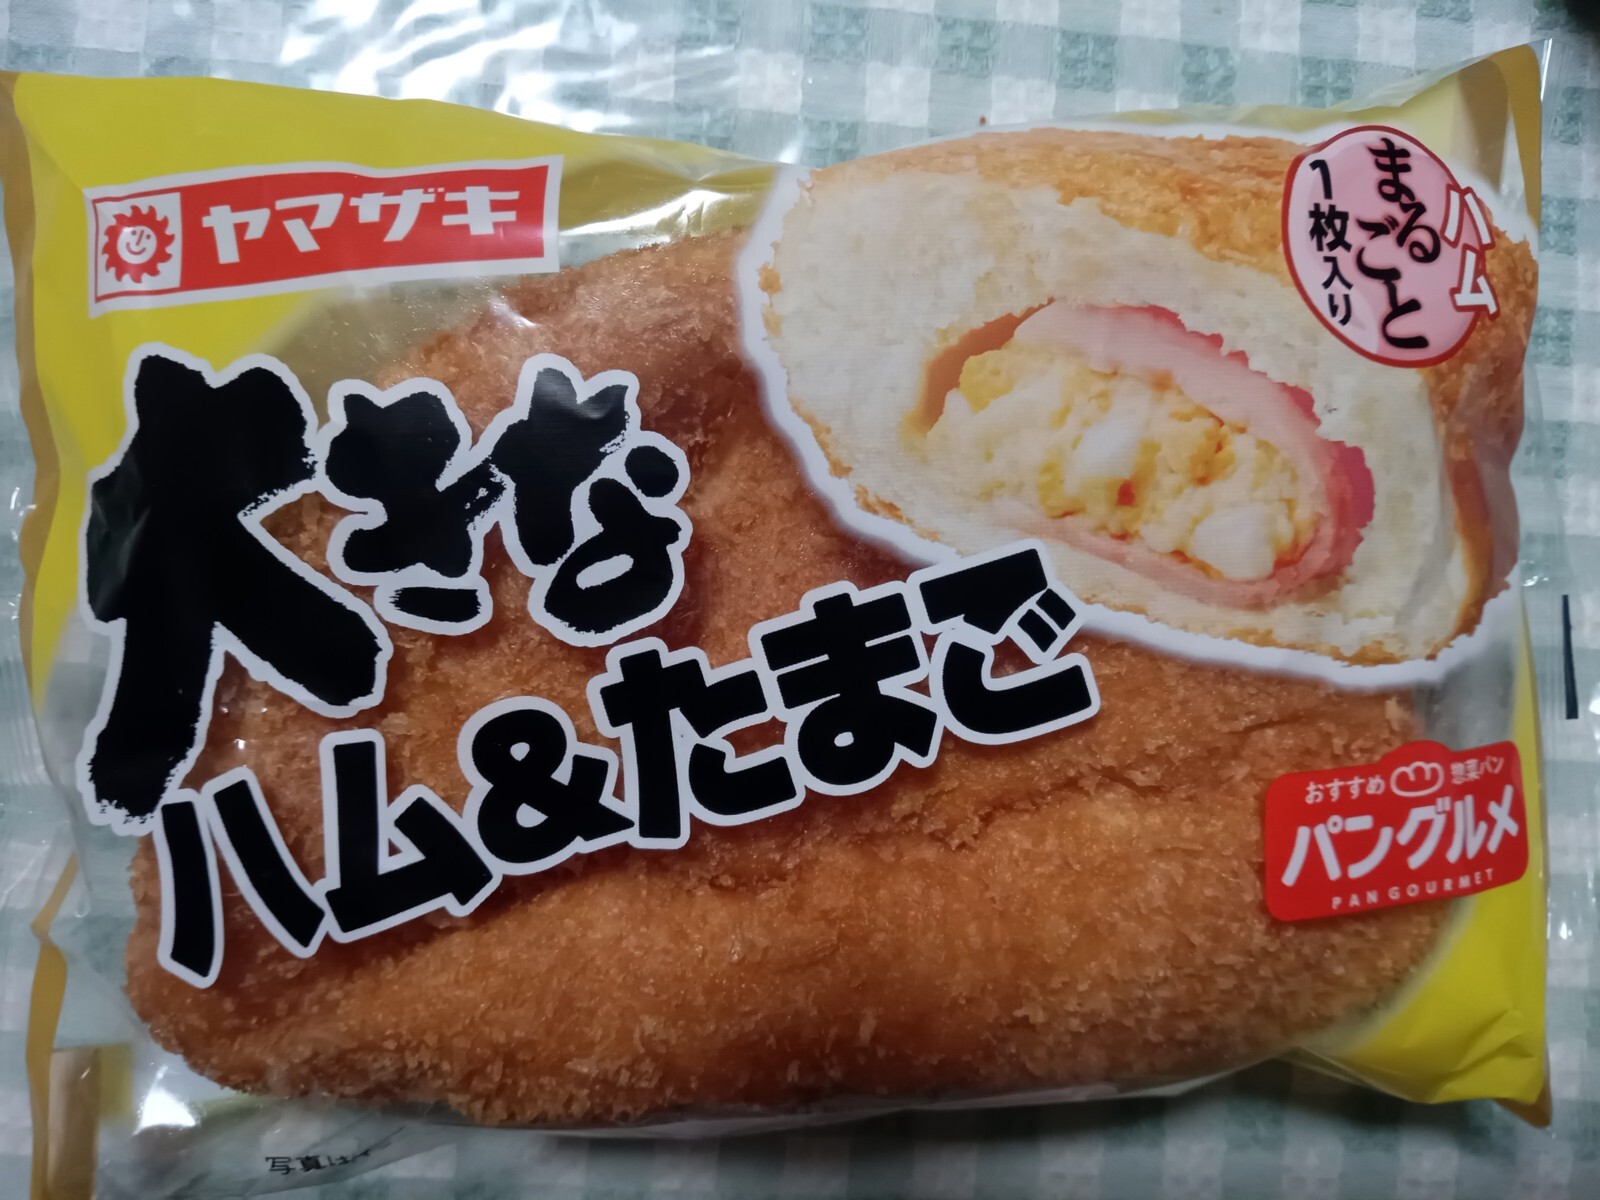 ヤマザキ
ハム
まるごと
1枚入り
大きな
ハム&たまご
おすすめ 惣菜パン
パングルメ
PAN GOURMET
写真は